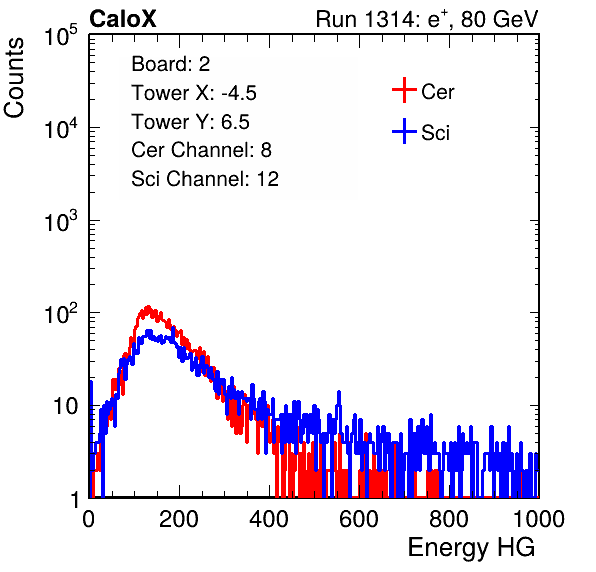 CaloX Run 1314: e⁺, 80 GeV
Counts
10⁵
10⁴
10³
10²
10
1
Board: 2
Tower X: -4.5
Tower Y: 6.5
Cer Channel: 8
Sci Channel: 12
Cer
Sci
0 200 400 600 800 1000
Energy HG